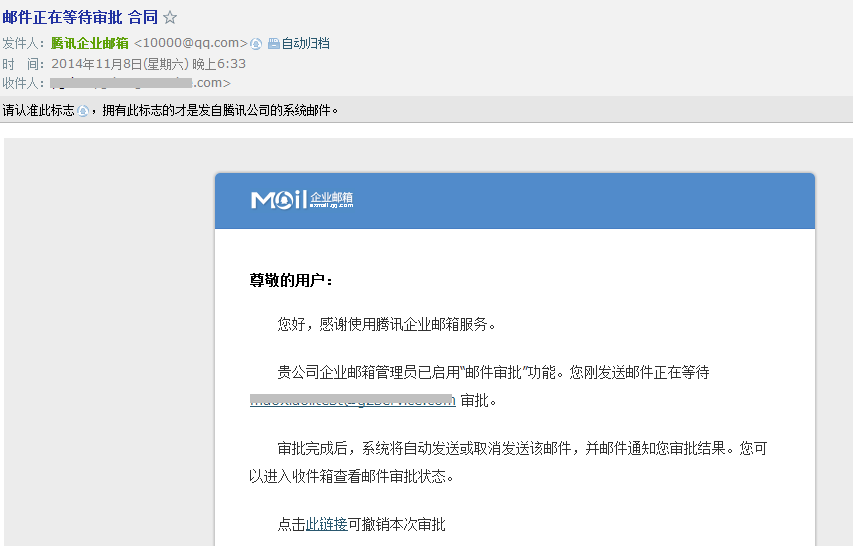 邮件正在等待审批 合同
发件人：腾讯企业邮箱 <10000@qq.com> 自动归档
时　间：2014年11月8日(星期六) 晚上6:33
收件人： .com>
请认准此标志，拥有此标志的才是发自腾讯公司的系统邮件。
Mail 企业邮箱
exmail.qq.com
尊敬的用户：
您好，感谢使用腾讯企业邮箱服务。
贵公司企业邮箱管理员已启用“邮件审批”功能。您刚发送邮件正在等待
审批。
审批完成后，系统将自动发送或取消发送该邮件，并邮件通知您审批结果。您可
以进入收件箱查看邮件审批状态。
点击此链接可撤销本次审批